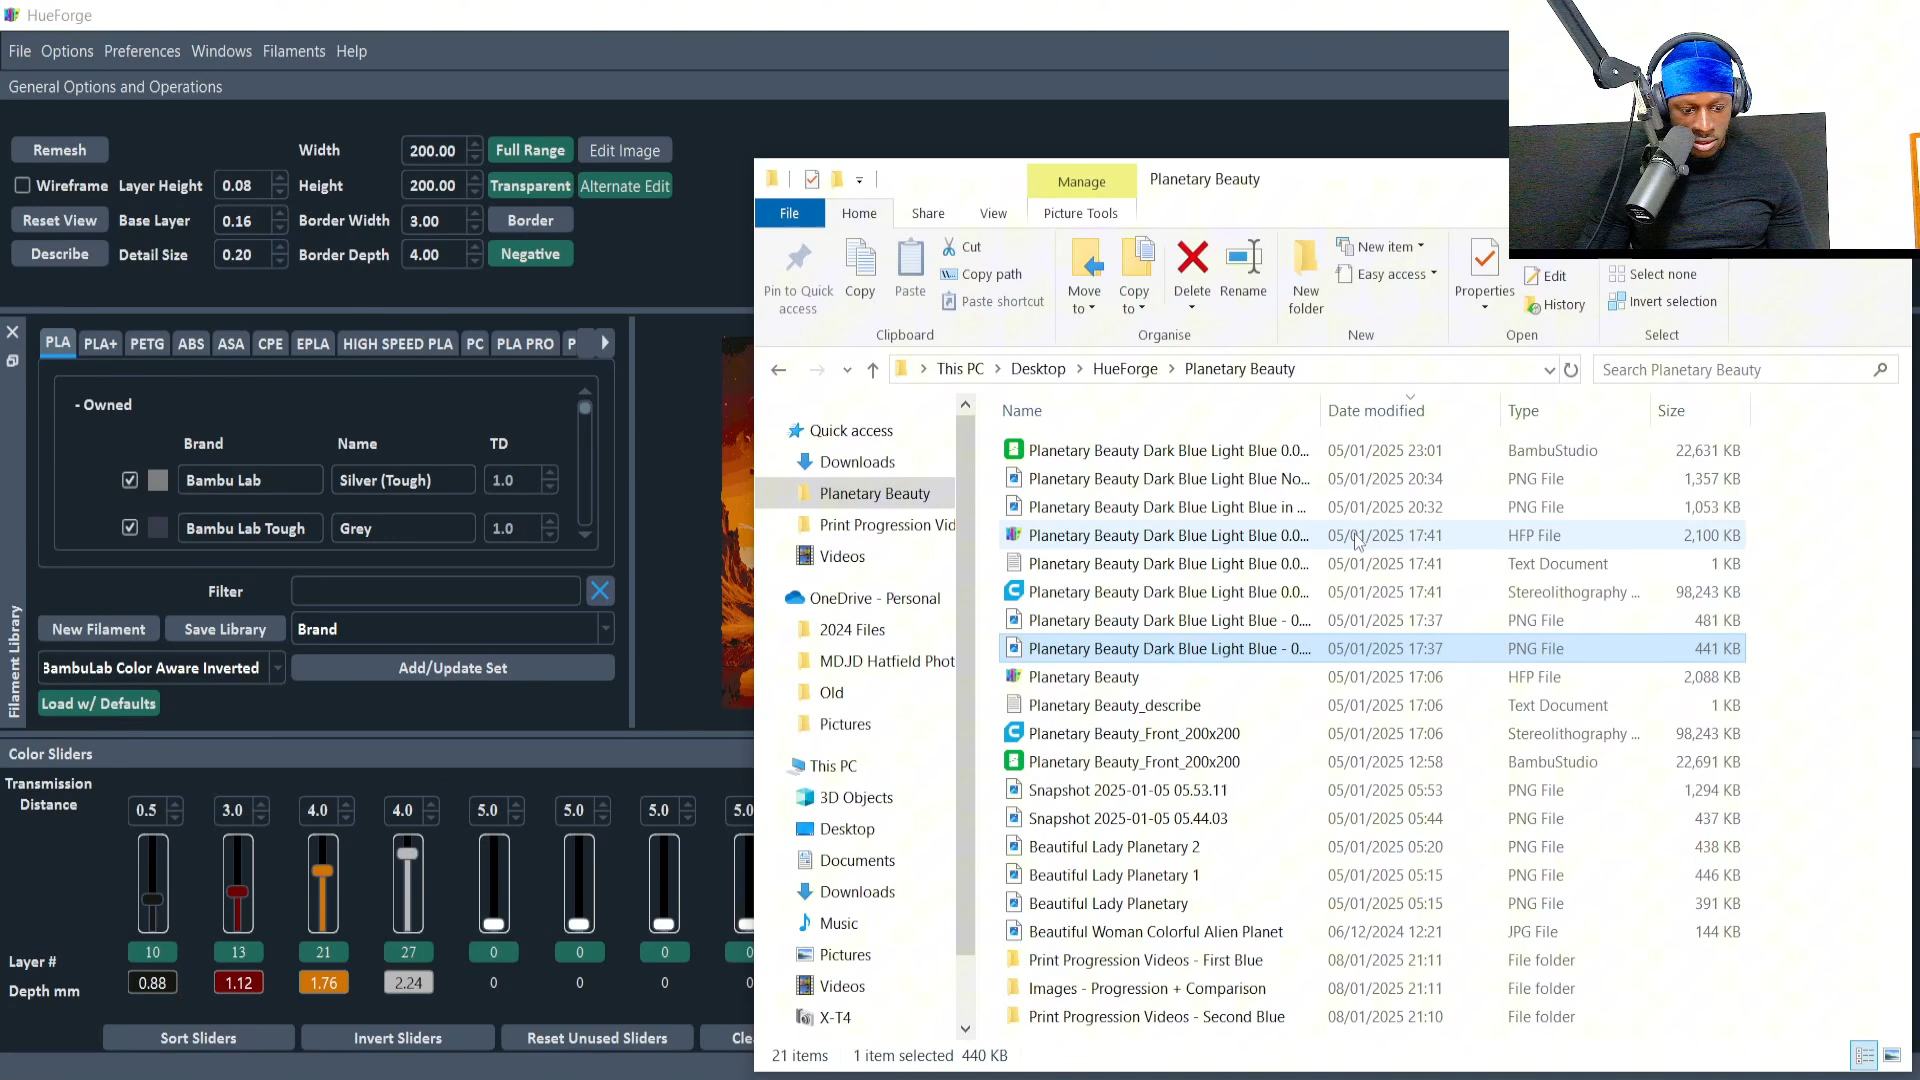 HueForge
File Options Preferences Windows Filaments Help
General Options and Operations
Remesh Width 200.00 Full Range Edit Image
Wireframe Layer Height 0.08 Height 200.00 Transparent Alternate Edit
Reset View Base Layer 0.16 Border Width 3.00 Border
Describe Detail Size 0.20 Border Depth 4.00 Negative
PLA PLA+ PETG ABS ASA CPE EPLA HIGH SPEED PLA PC PLA PRO P
- Owned
Brand Name TD
Bambu Lab Silver (Tough) 1.0
Bambu Lab Tough Grey 1.0
Filter
New Filament Save Library Brand
BambuLab Color Aware Inverted Add/Update Set
Load w/ Defaults
Filament Library
Color Sliders
Transmission
Distance 0.5 3.0 4.0 4.0 5.0 5.0 5.0 5.0
Layer # 10 13 21 27 0 0 0 0
Depth mm 0.88 1.12 1.76 2.24 0 0 0 0
Sort Sliders Invert Sliders Reset Unused Sliders Cle
Manage Planetary Beauty
File Home Share View Picture Tools
Pin to Quick access Copy Paste Cut Copy path Paste shortcut
Move to Copy to Delete Rename New folder New item Easy access
Properties Edit History Select none Invert selection
Clipboard Organise New Open Select
This PC Desktop HueForge Planetary Beauty Search Planetary Beauty
Quick access
Downloads
Planetary Beauty
Print Progression Vid
Videos
OneDrive - Personal
2024 Files
MDJD Hatfield Phot
Old
Pictures
This PC
3D Objects
Desktop
Documents
Downloads
Music
Pictures
Videos
X-T4
Name Date modified Type Size
Planetary Beauty Dark Blue Light Blue 0.0... 05/01/2025 23:01 BambuStudio 22,631 KB
Planetary Beauty Dark Blue Light Blue No... 05/01/2025 20:34 PNG File 1,357 KB
Planetary Beauty Dark Blue Light Blue in ... 05/01/2025 20:32 PNG File 1,053 KB
Planetary Beauty Dark Blue Light Blue 0.0... 05/01/2025 17:41 HFP File 2,100 KB
Planetary Beauty Dark Blue Light Blue 0.0... 05/01/2025 17:41 Text Document 1 KB
Planetary Beauty Dark Blue Light Blue 0.0... 05/01/2025 17:41 Stereolithography ... 98,243 KB
Planetary Beauty Dark Blue Light Blue - 0.... 05/01/2025 17:37 PNG File 481 KB
Planetary Beauty Dark Blue Light Blue - 0.... 05/01/2025 17:37 PNG File 441 KB
Planetary Beauty 05/01/2025 17:06 HFP File 2,088 KB
Planetary Beauty_describe 05/01/2025 17:06 Text Document 1 KB
Planetary Beauty_Front_200x200 05/01/2025 17:06 Stereolithography ... 98,243 KB
Planetary Beauty_Front_200x200 05/01/2025 12:58 BambuStudio 22,691 KB
Snapshot 2025-01-05 05.53.11 05/01/2025 05:53 PNG File 1,294 KB
Snapshot 2025-01-05 05.44.03 05/01/2025 05:44 PNG File 437 KB
Beautiful Lady Planetary 2 05/01/2025 05:20 PNG File 438 KB
Beautiful Lady Planetary 1 05/01/2025 05:15 PNG File 446 KB
Beautiful Lady Planetary 05/01/2025 05:15 PNG File 391 KB
Beautiful Woman Colorful Alien Planet 06/12/2024 12:21 JPG File 144 KB
Print Progression Videos - First Blue 08/01/2025 21:11 File folder
Images - Progression + Comparison 08/01/2025 21:11 File folder
Print Progression Videos - Second Blue 08/01/2025 21:10 File folder
21 items 1 item selected 440 KB